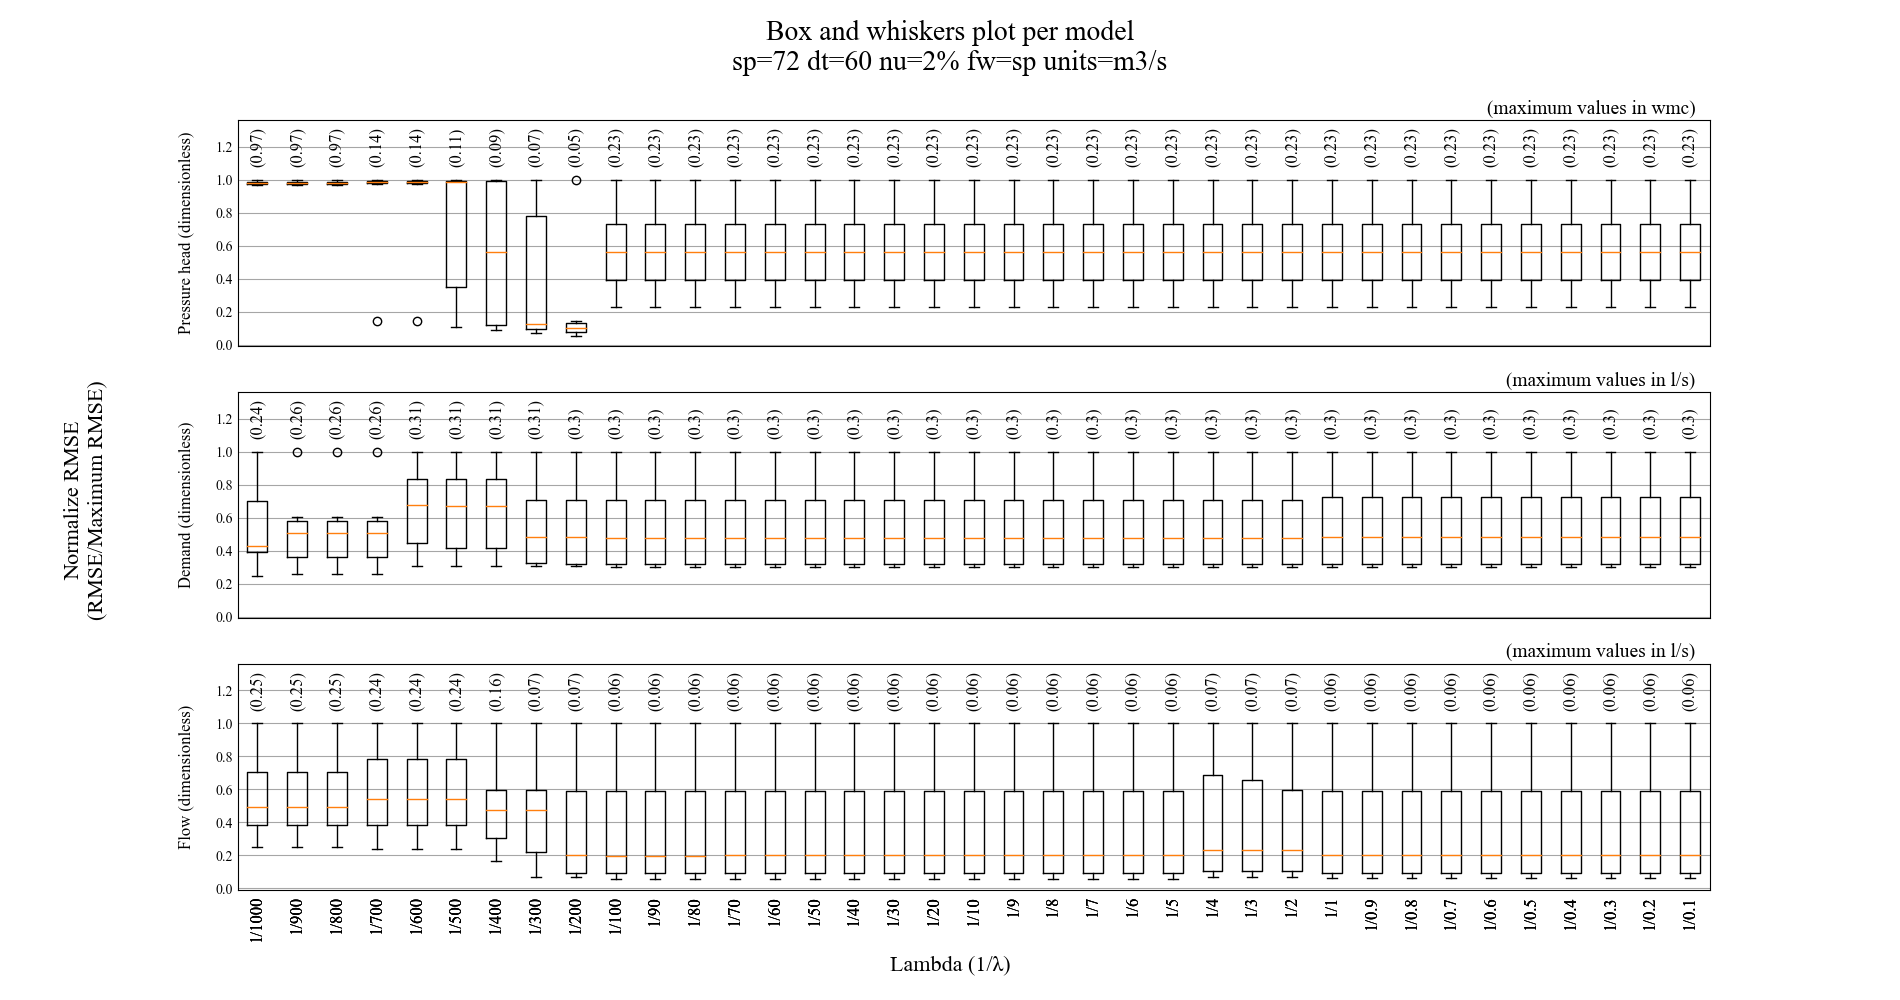 Box and whiskers plot per model
sp=72 dt=60 nu=2% fw=sp units=m3/s
(maximum values in wmc)
Pressure head (dimensionless)
1.2
1.0
0.8
0.6
0.4
0.2
0.0
(0.97) (0.97) (0.97) (0.14) (0.14) (0.11) (0.09) (0.07) (0.05) (0.23) (0.23) (0.23) (0.23) (0.23) (0.23) (0.23) (0.23) (0.23) (0.23) (0.23) (0.23) (0.23) (0.23) (0.23) (0.23) (0.23) (0.23) (0.23) (0.23) (0.23) (0.23) (0.23) (0.23) (0.23) (0.23) (0.23) (0.23)
Normalize RMSE
(RMSE/Maximum RMSE)
(maximum values in l/s)
Demand (dimensionless)
1.2
1.0
0.8
0.6
0.4
0.2
0.0
(0.24) (0.26) (0.26) (0.26) (0.31) (0.31) (0.31) (0.31) (0.3) (0.3) (0.3) (0.3) (0.3) (0.3) (0.3) (0.3) (0.3) (0.3) (0.3) (0.3) (0.3) (0.3) (0.3) (0.3) (0.3) (0.3) (0.3) (0.3) (0.3) (0.3) (0.3) (0.3) (0.3) (0.3) (0.3) (0.3) (0.3)
(maximum values in l/s)
Flow (dimensionless)
1.2
1.0
0.8
0.6
0.4
0.2
0.0
(0.25) (0.25) (0.25) (0.24) (0.24) (0.24) (0.16) (0.07) (0.07) (0.06) (0.06) (0.06) (0.06) (0.06) (0.06) (0.06) (0.06) (0.06) (0.06) (0.06) (0.06) (0.06) (0.06) (0.06) (0.07) (0.07) (0.07) (0.06) (0.06) (0.06) (0.06) (0.06) (0.06) (0.06) (0.06) (0.06) (0.06)
1/1000 1/900 1/800 1/700 1/600 1/500 1/400 1/300 1/200 1/100 1/90 1/80 1/70 1/60 1/50 1/40 1/30 1/20 1/10 1/9 1/8 1/7 1/6 1/5 1/4 1/3 1/2 1/1 1/0.9 1/0.8 1/0.7 1/0.6 1/0.5 1/0.4 1/0.3 1/0.2 1/0.1
Lambda (1/λ)